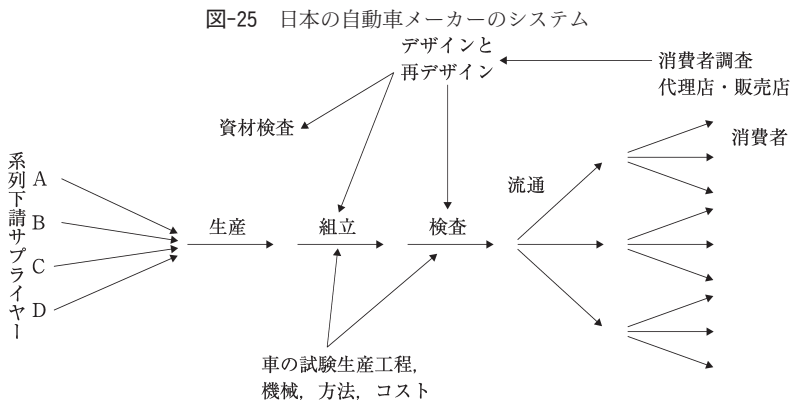 図-25 日本の自動車メーカーのシステム
デザインと
再デザイン
消費者調査
代理店・販売店
資材検査
消費者
系列下請サプライヤー
A
B
C
D
流通
生産
組立
検査
車の試験生産工程,
機械, 方法, コスト